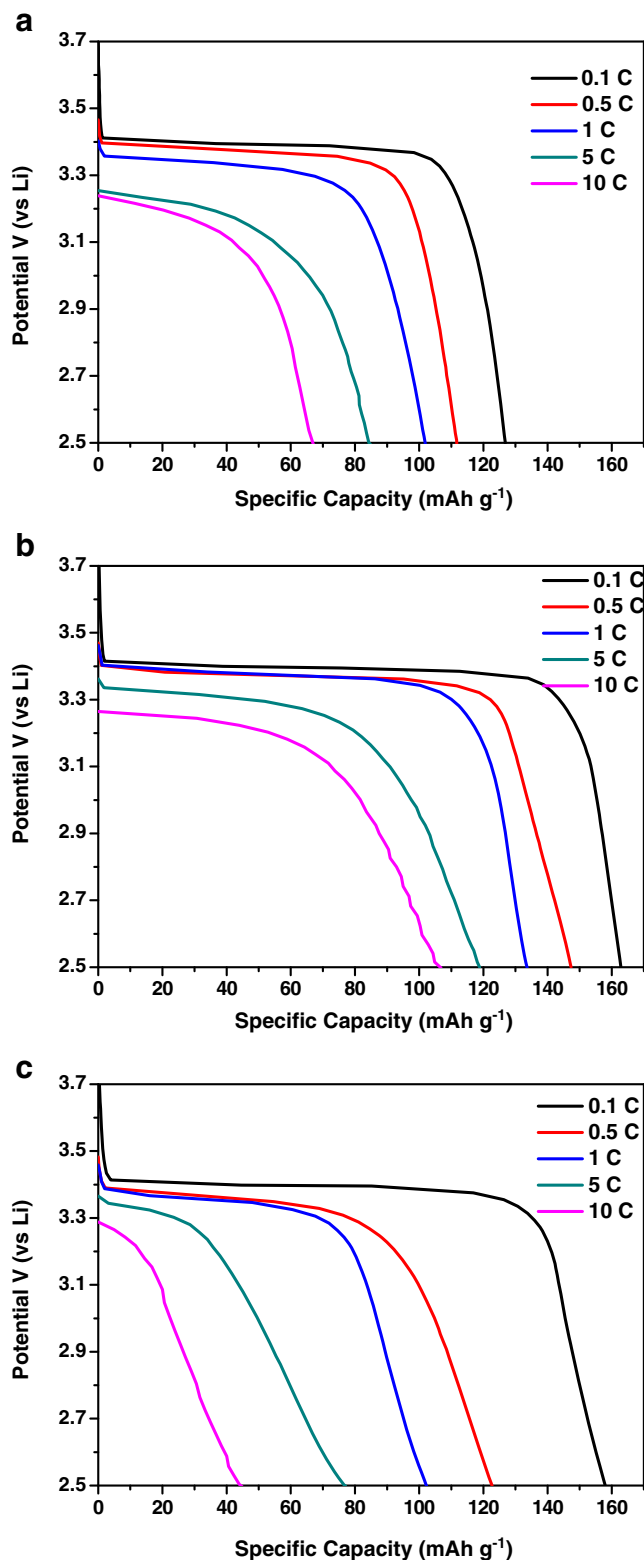 a
3.7
3.5
3.3
3.1
2.9
2.7
2.5
Potential V (vs Li)
0.1 C
0.5 C
1 C
5 C
10 C
0 20 40 60 80 100 120 140 160
Specific Capacity (mAh g⁻¹)
b
3.7
3.5
3.3
3.1
2.9
2.7
2.5
Potential V (vs Li)
0.1 C
0.5 C
1 C
5 C
10 C
0 20 40 60 80 100 120 140 160
Specific Capacity (mAh g⁻¹)
c
3.7
3.5
3.3
3.1
2.9
2.7
2.5
Potential V (vs Li)
0.1 C
0.5 C
1 C
5 C
10 C
0 20 40 60 80 100 120 140 160
Specific Capacity (mAh g⁻¹)